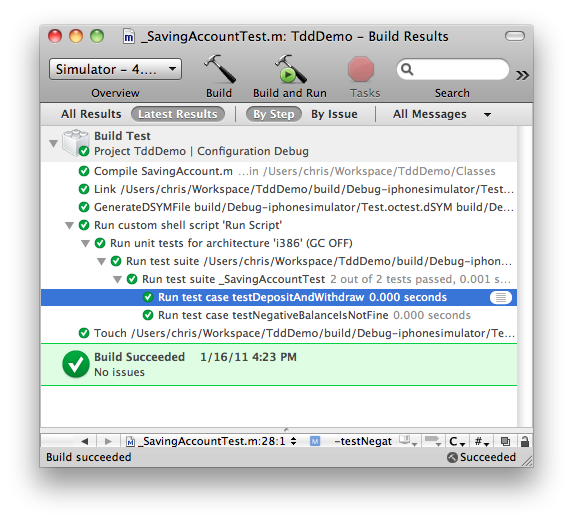 _SavingAccountTest.m: TddDemo – Build Results
Simulator – 4....
Overview
Build
Build and Run
Tasks
Search
All Results Latest Results By Step By Issue All Messages
Build Test
Project TddDemo | Configuration Debug
Compile SavingAccount.m ...in /Users/chris/Workspace/TddDemo/Classes
Link /Users/chris/Workspace/TddDemo/build/Debug-iphonesimulator/Test...
GenerateDSYMFile build/Debug-iphonesimulator/Test.octest.dSYM build/De...
Run custom shell script 'Run Script'
Run unit tests for architecture 'i386' (GC OFF)
Run test suite /Users/chris/Workspace/TddDemo/build/Debug-iphon...
Run test suite _SavingAccountTest 2 out of 2 tests passed, 0.001 s...
Run test case testDepositAndWithdraw 0.000 seconds
Run test case testNegativeBalanceIsNotFine 0.000 seconds
Touch /Users/chris/Workspace/TddDemo/build/Debug-iphonesimulator/Te...
Build Succeeded 1/16/11 4:23 PM
No issues
_SavingAccountTest.m:28:1 M -testNegat C #
Build succeeded Succeeded